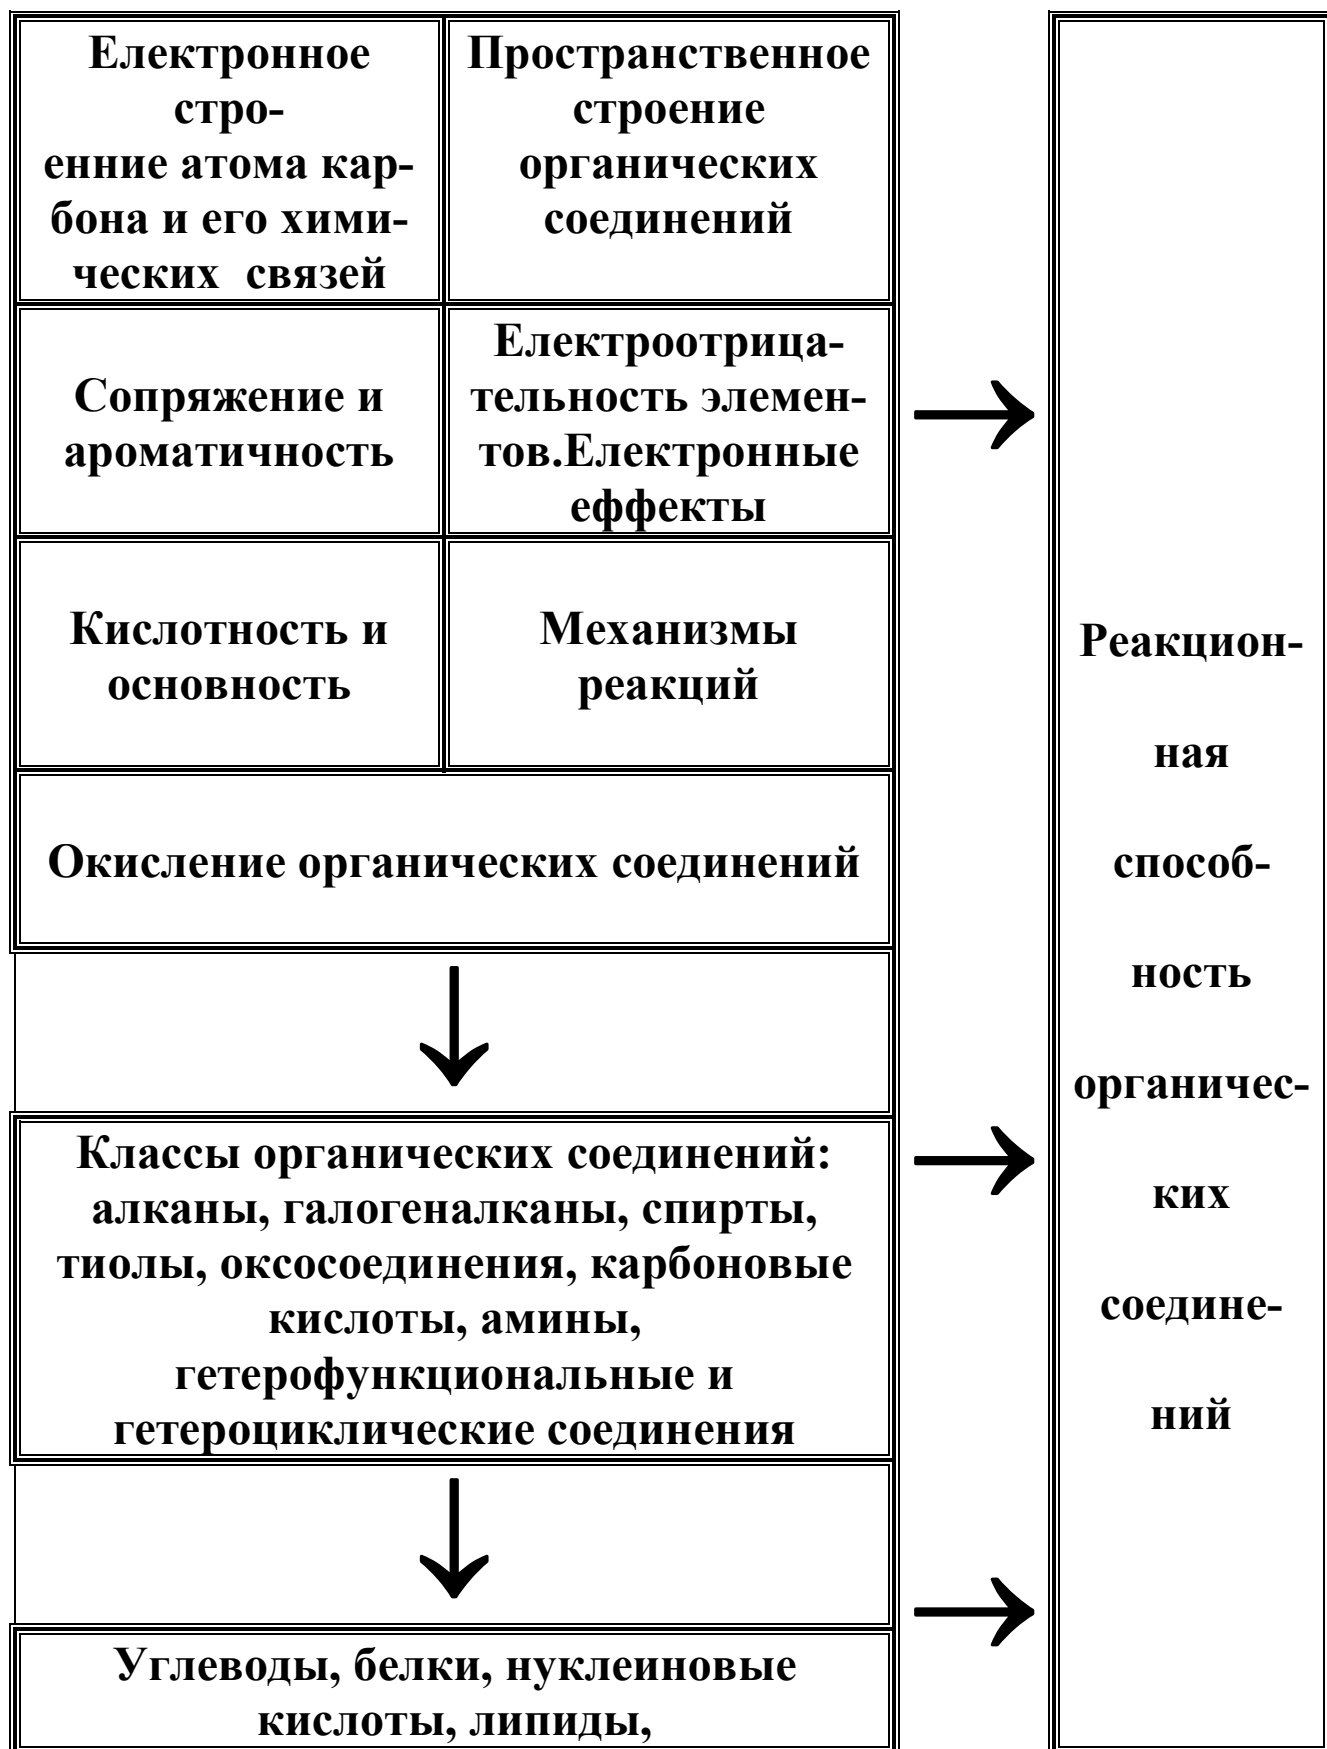 Електронное
стро-
енние атома кар-
бона и его хими-
ческих связей
Пространственное
строение
органических
соединений
Сопряжение и
ароматичность
Електроотрица-
тельность элемен-
тов.Електронные
еффекты
Кислотность и
основность
Механизмы
реакций
Окисление органических соединений
Классы органических соединений:
алканы, галогеналканы, спирты,
тиолы, оксосоединения, карбоновые
кислоты, амины,
гетерофункциональные и
гетероциклические соединения
Углеводы, белки, нуклеиновые
кислоты, липиды,
Реакцион-
ная
способ-
ность
органичес-
ких
соедине-
ний